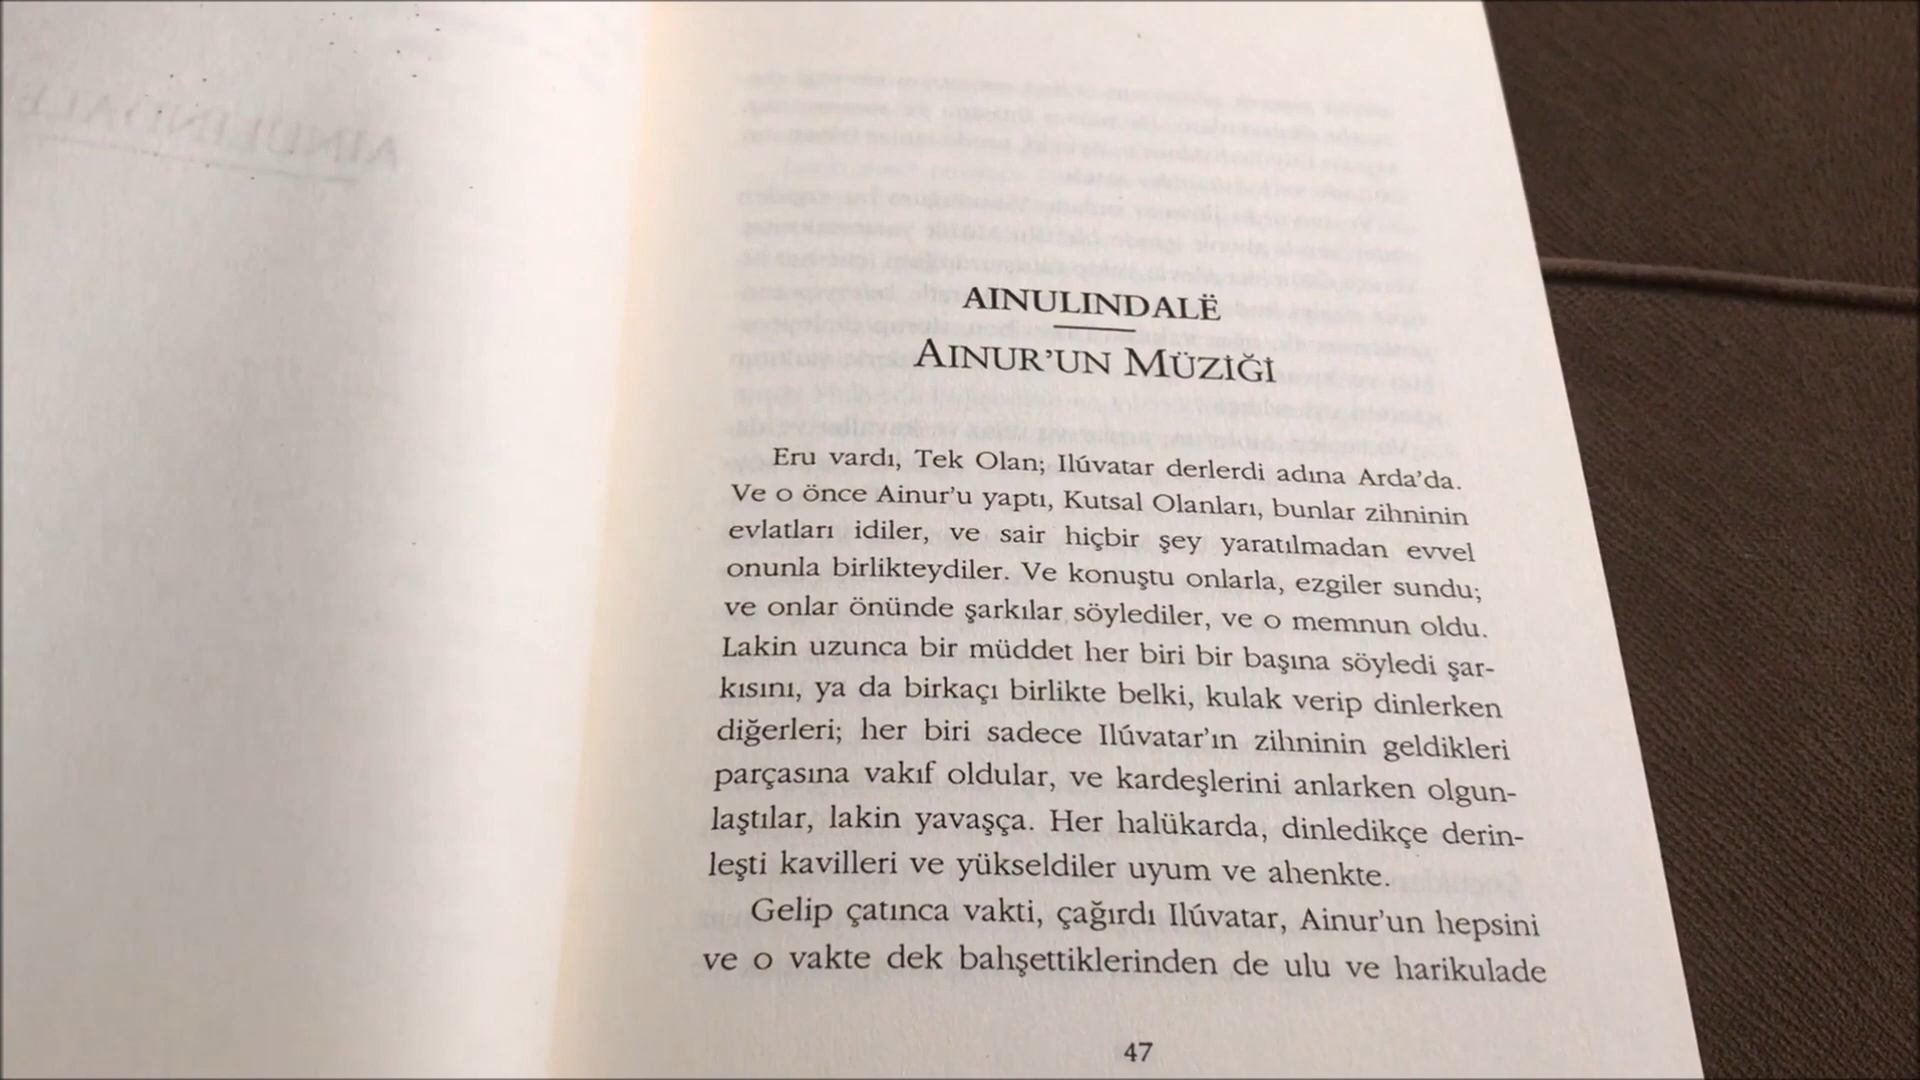 AINULINDALË
AINUR'UN MÜZİĞİ
Eru vardı, Tek Olan; Ilúvatar derlerdi adına Arda'da.
Ve o önce Ainur'u yaptı, Kutsal Olanları, bunlar zihninin
evlatları idiler, ve sair hiçbir şey yaratılmadan evvel
onunla birlikteydiler. Ve konuştu onlarla, ezgiler sundu;
ve onlar önünde şarkılar söylediler, ve o memnun oldu.
Lakin uzunca bir müddet her biri bir başına söyledi şar-
kısını, ya da birkaçı birlikte belki, kulak verip dinlerken
diğerleri; her biri sadece Ilúvatar'ın zihninin geldikleri
parçasına vakıf oldular, ve kardeşlerini anlarken olgun-
laştılar, lakin yavaşça. Her halükarda, dinledikçe derin-
leşti kavilleri ve yükseldiler uyum ve ahenkte.
Gelip çatınca vakti, çağırdı Ilúvatar, Ainur'un hepsini
ve o vakte dek bahşettiklerinden de ulu ve harikulade
47